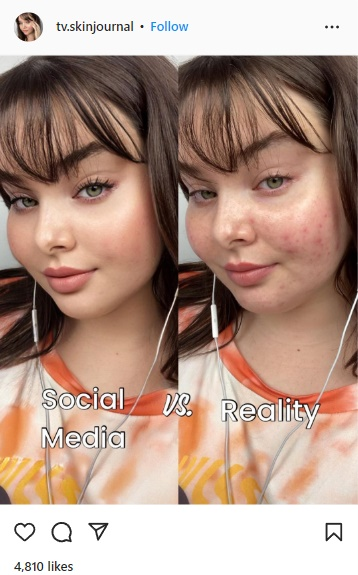 tv.skinjournal • Follow
Social
Media
vs.
Reality
4,810 likes